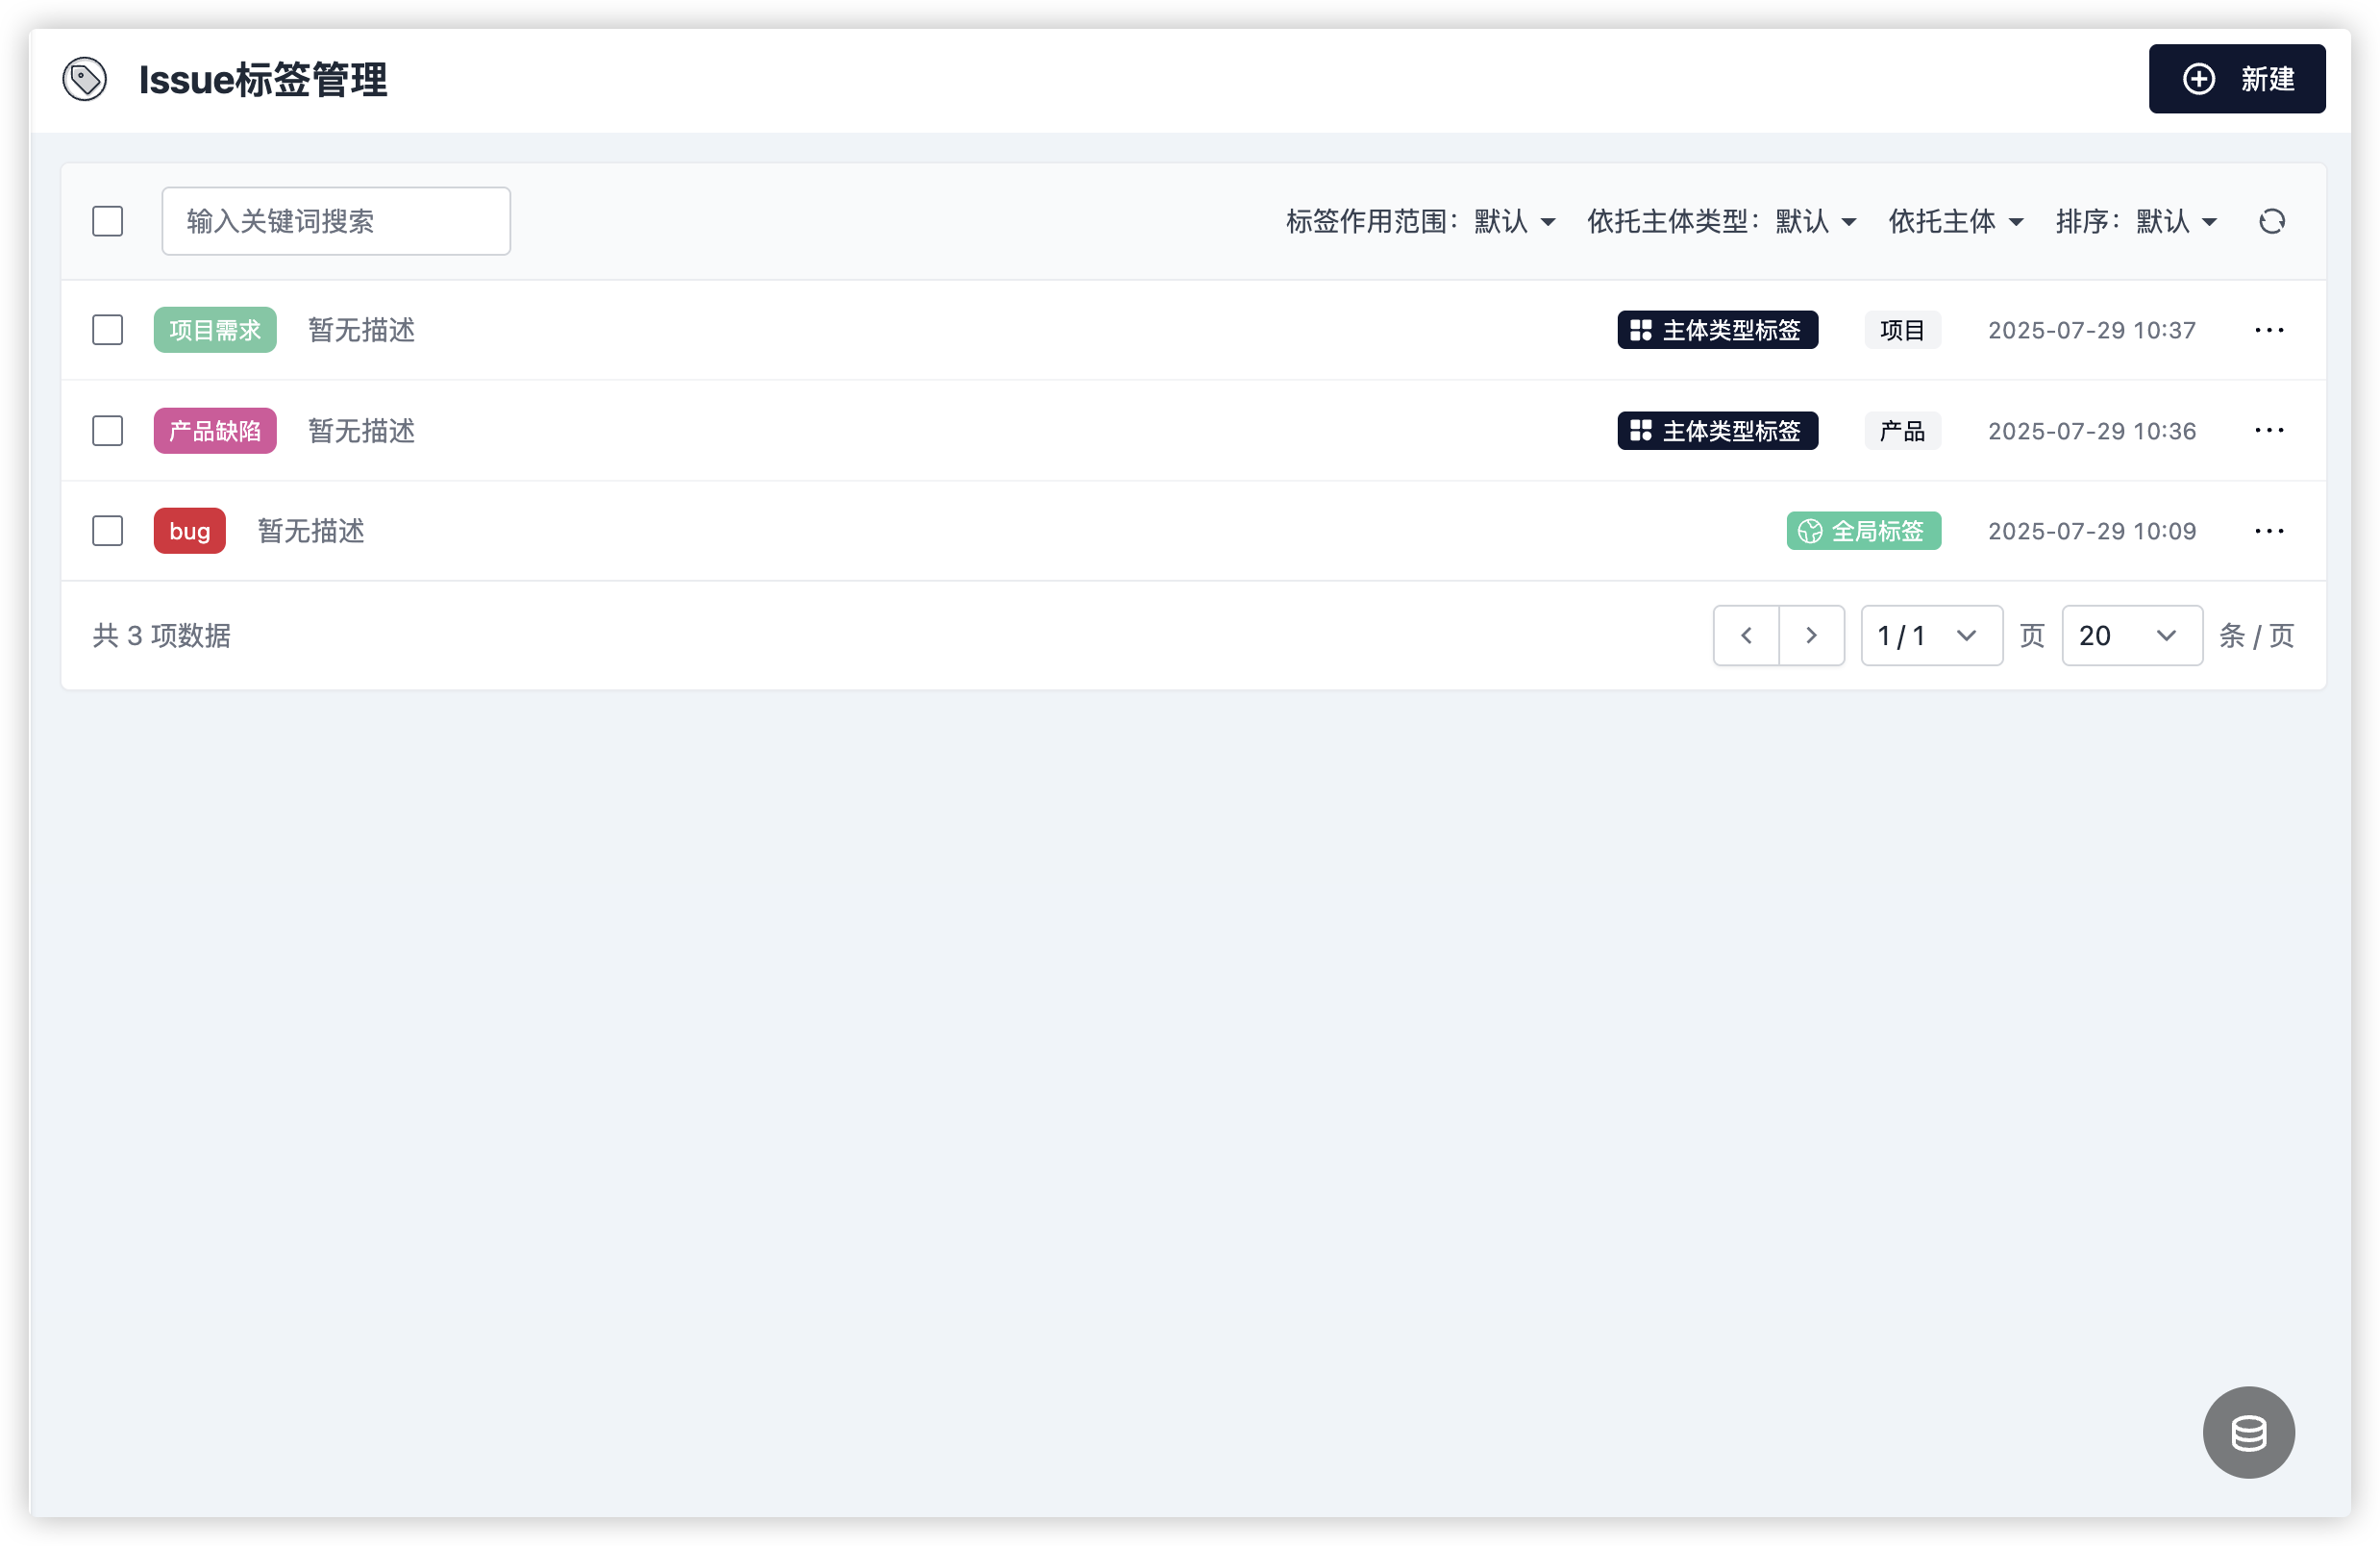 Issue标签管理
新建
输入关键词搜索
标签作用范围：默认 依托主体类型：默认 依托主体 排序：默认
项目需求 暂无描述 主体类型标签 项目 2025-07-29 10:37
产品缺陷 暂无描述 主体类型标签 产品 2025-07-29 10:36
bug 暂无描述 全局标签 2025-07-29 10:09
共 3 项数据 1 / 1 页 20 条 / 页